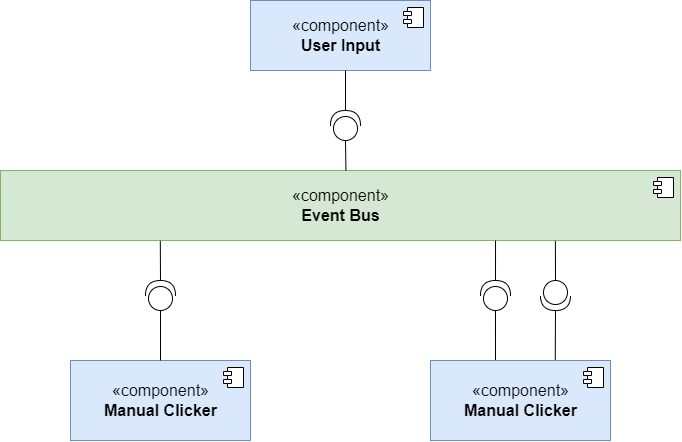 «component»
User Input
«component»
Event Bus
«component»
Manual Clicker
«component»
Manual Clicker